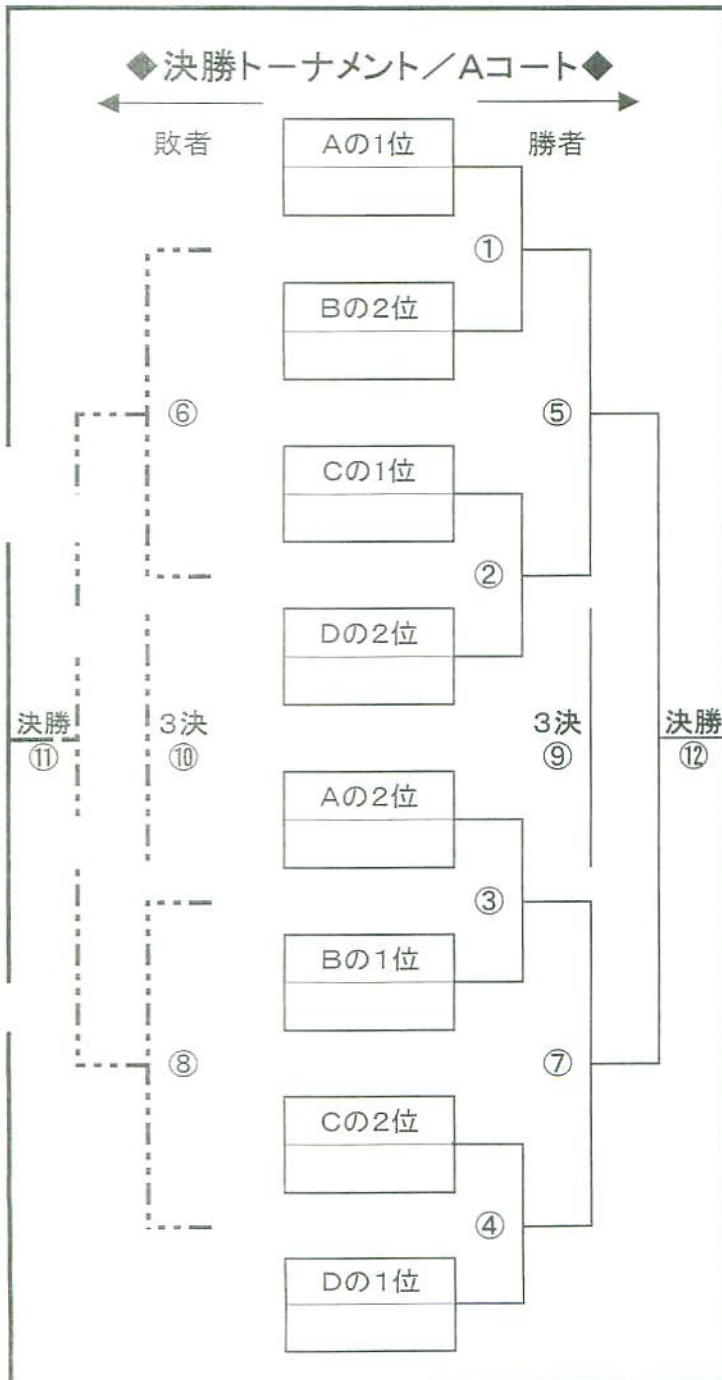 ◆決勝トーナメント／Aコート◆
敗者
勝者
Aの1位
①
Bの2位
⑥
⑤
Cの1位
②
Dの2位
決勝
⑪
3決
⑩
3決
⑨
決勝
⑫
Aの2位
③
Bの1位
⑧
⑦
Cの2位
④
Dの1位